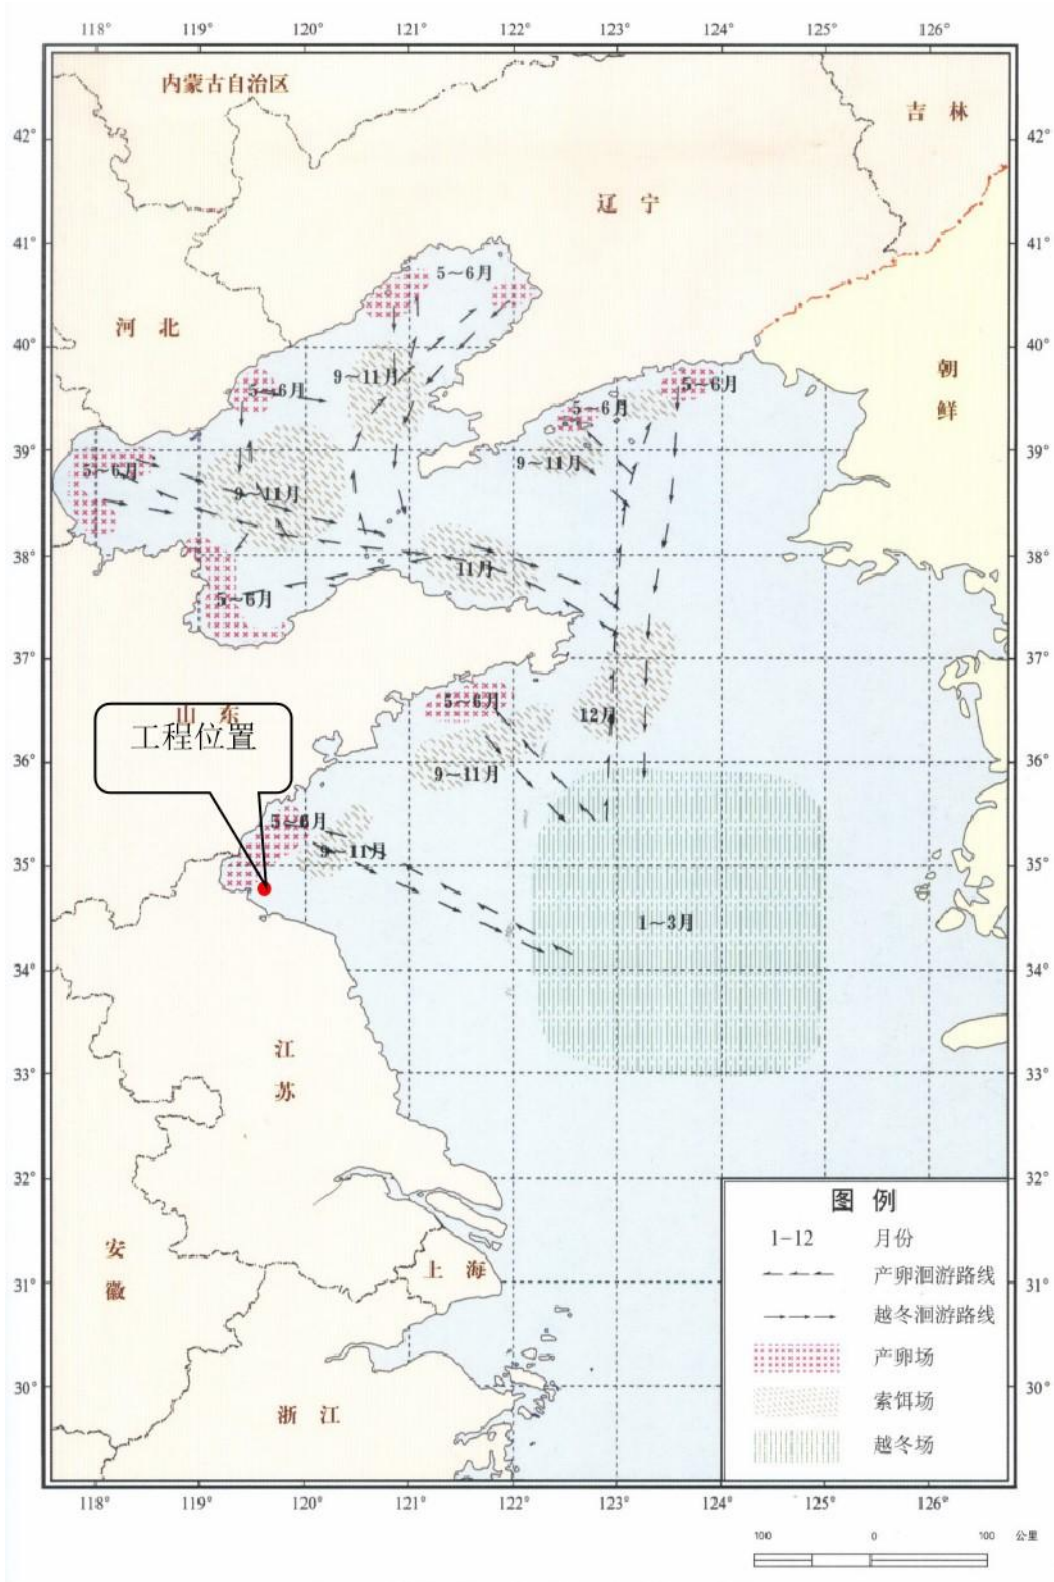 118° 119° 120° 121° 122° 123° 124° 125° 126°
内蒙古自治区
吉 林
42° 42°
辽 宁
41° 41°
5～6月
河 北
40° 40°
9～11月
朝
鲜
5～6月
5～6月
5～6月
39° 39°
9～11月
5～6月
9～11月
38° 38°
11月
5～6月
37° 37°
山 东
5～6月
12月
工程位置
36° 36°
9～11月
5～6月
9～11月
35° 35°
1～3月
34° 34°
江
苏
33° 33°
32° 32°
图 例
1-12 月份
安
徽
上 海
产卵洄游路线
31° 31°
越冬洄游路线
产卵场
30° 30°
索饵场
浙 江
越冬场
118° 119° 120° 121° 122° 123° 124° 125° 126°
100 0 100 公里